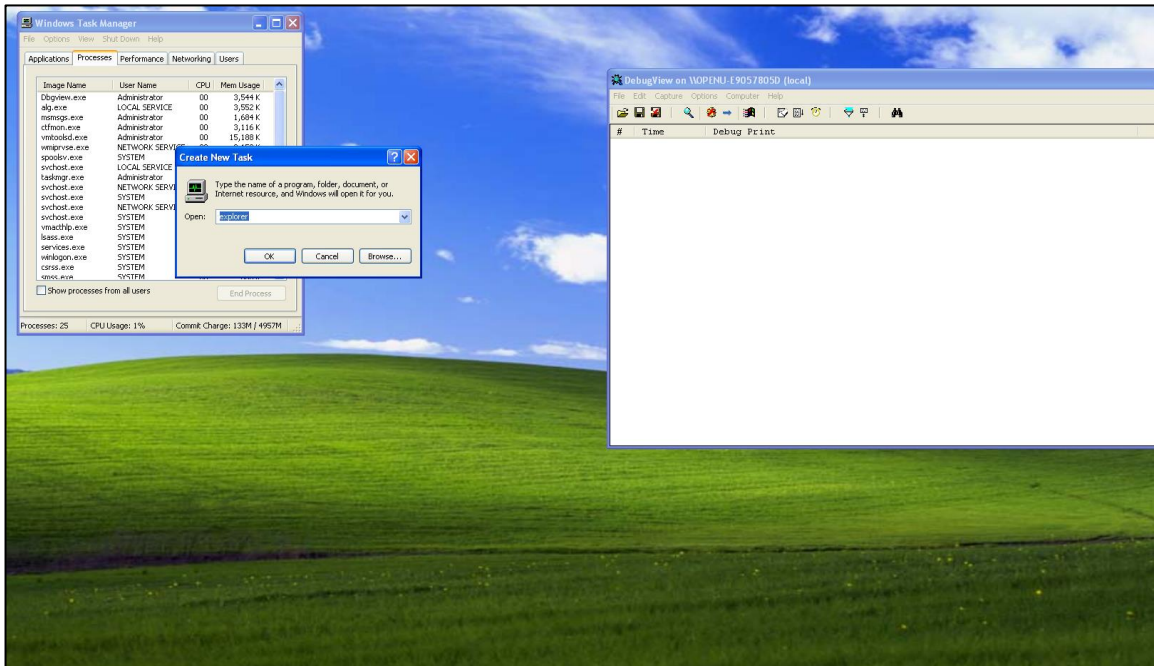 Windows Task Manager
File Options View Shut Down Help
Applications Processes Performance Networking Users
Image Name User Name CPU Mem Usage
Dbgview.exe Administrator 00 3,544 K
alg.exe LOCAL SERVICE 00 3,552 K
msmsgs.exe Administrator 00 1,684 K
ctfmon.exe Administrator 00 3,116 K
vmtoolsd.exe Administrator 00 15,188 K
wmiprvse.exe NETWORK SERVICE
spoolsv.exe SYSTEM
svchost.exe LOCAL SERVICE
taskmgr.exe Administrator
svchost.exe NETWORK SERVI
svchost.exe SYSTEM
svchost.exe NETWORK SERVI
svchost.exe SYSTEM
vmacthlp.exe SYSTEM
lsass.exe SYSTEM
services.exe SYSTEM
winlogon.exe SYSTEM
csrss.exe SYSTEM
smss.exe SYSTEM
Show processes from all users
End Process
Processes: 25 CPU Usage: 1% Commit Charge: 133M / 4957M
Create New Task
Type the name of a program, folder, document, or
Internet resource, and Windows will open it for you.
Open: explorer
OK Cancel Browse...
DebugView on \\OPENU-E9057805D (local)
File Edit Capture Options Computer Help
# Time Debug Print